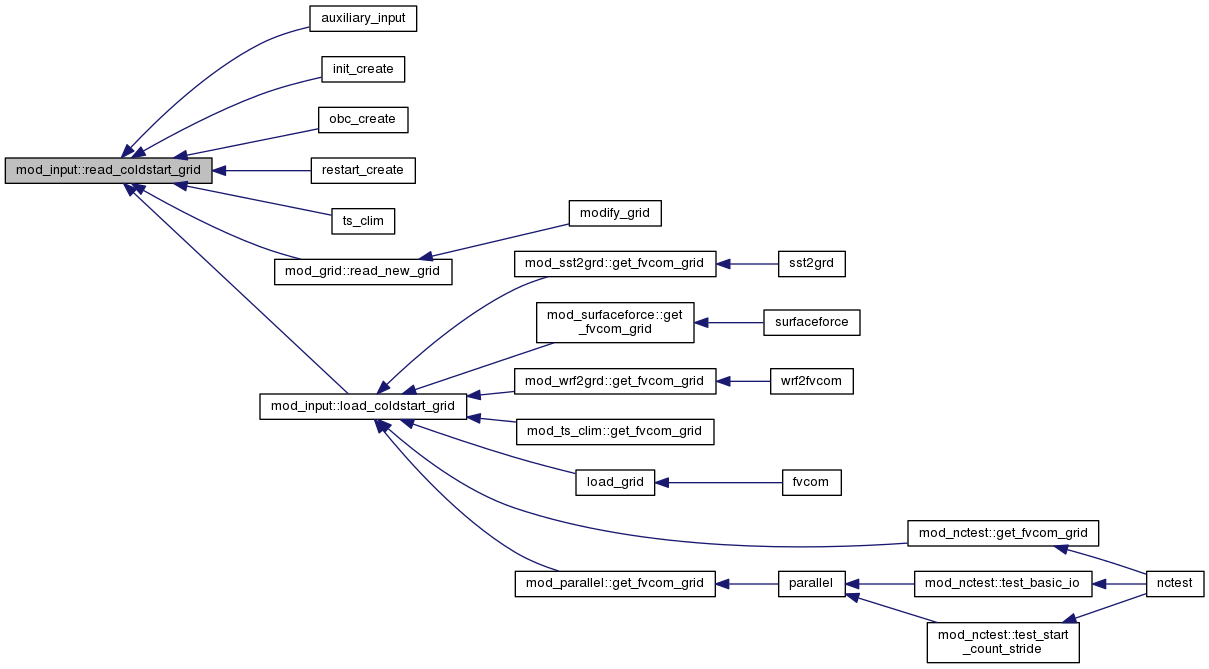 auxiliary_input
init_create
obc_create
mod_input::read_coldstart_grid
restart_create
ts_clim
modify_grid
mod_grid::read_new_grid
mod_sst2grd::get_fvcom_grid
sst2grd
mod_surfaceforce::get
_fvcom_grid
surfaceforce
mod_wrf2grd::get_fvcom_grid
wrf2fvcom
mod_input::load_coldstart_grid
mod_ts_clim::get_fvcom_grid
load_grid
fvcom
mod_nctest::get_fvcom_grid
mod_parallel::get_fvcom_grid
parallel
mod_nctest::test_basic_io
nctest
mod_nctest::test_start
_count_stride